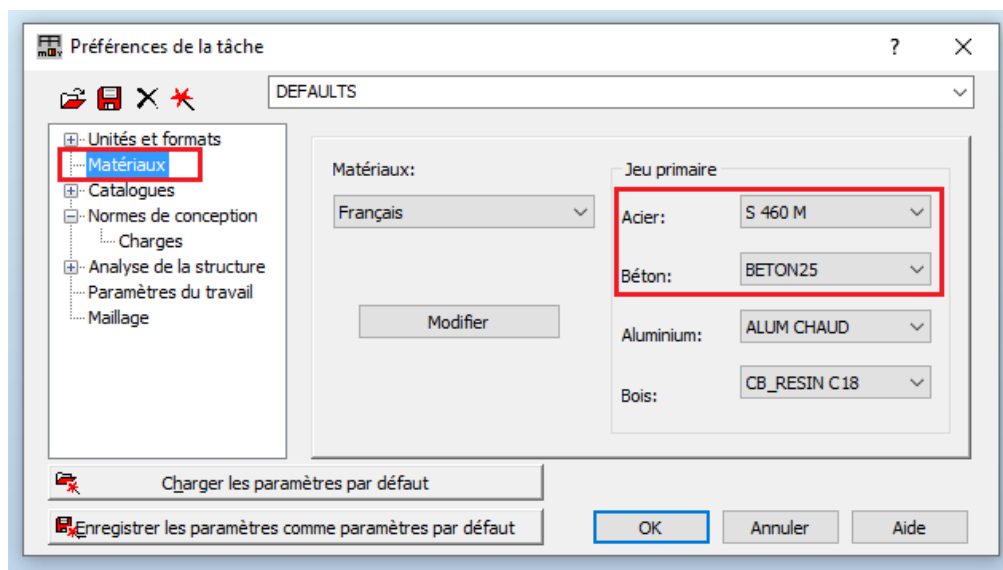 Préférences de la tâche
?
DEFAULTS
Unités et formats
Matériaux
Catalogues
Normes de conception
Charges
Analyse de la structure
Paramètres du travail
Maillage
Matériaux:
Français
Modifier
Jeu primaire
Acier: S 460 M
Béton: BETON25
Aluminium: ALUM CHAUD
Bois: CB_RESIN C18
Charger les paramètres par défaut
Enregistrer les paramètres comme paramètres par défaut
OK Annuler Aide